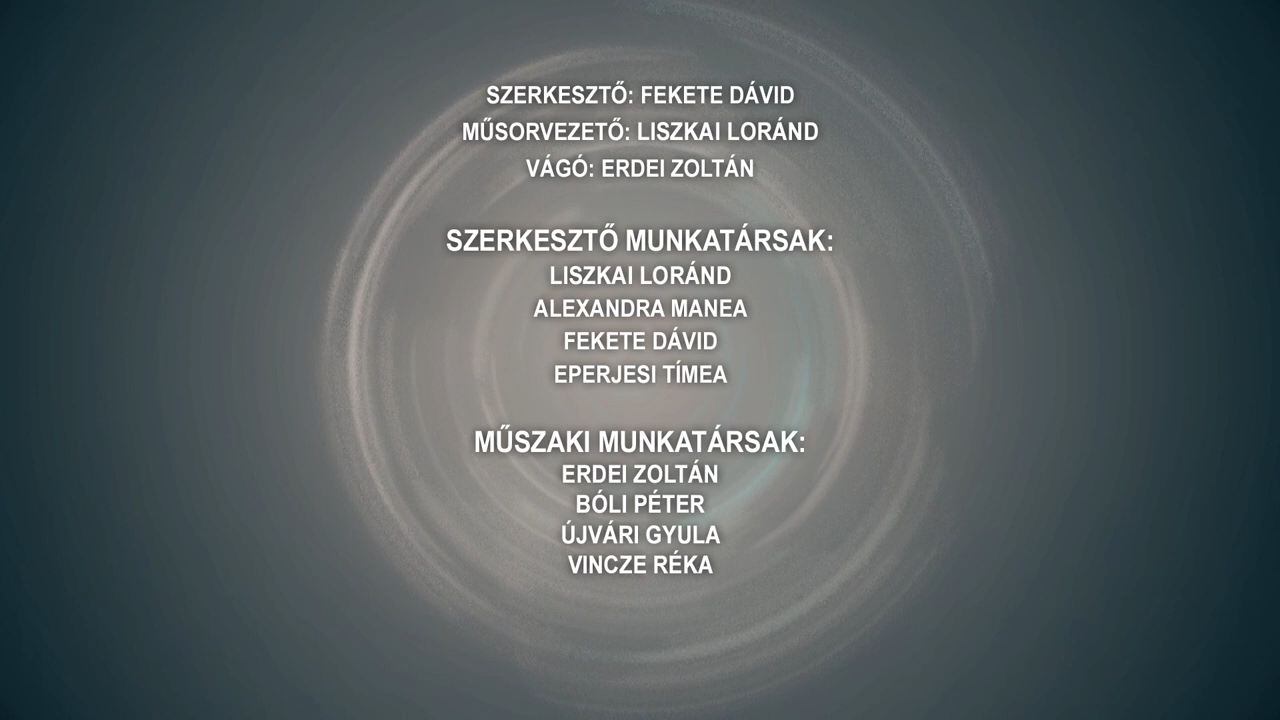 SZERKESZTŐ: FEKETE DÁVID
MŰSORVEZETŐ: LISZKAI LORÁND
VÁGÓ: ERDEI ZOLTÁN
SZERKESZTŐ MUNKATÁRSAK:
LISZKAI LORÁND
ALEXANDRA MANEA
FEKETE DÁVID
EPERJESI TÍMEA
MŰSZAKI MUNKATÁRSAK:
ERDEI ZOLTÁN
BÓLI PÉTER
ÚJVÁRI GYULA
VINCZE RÉKA